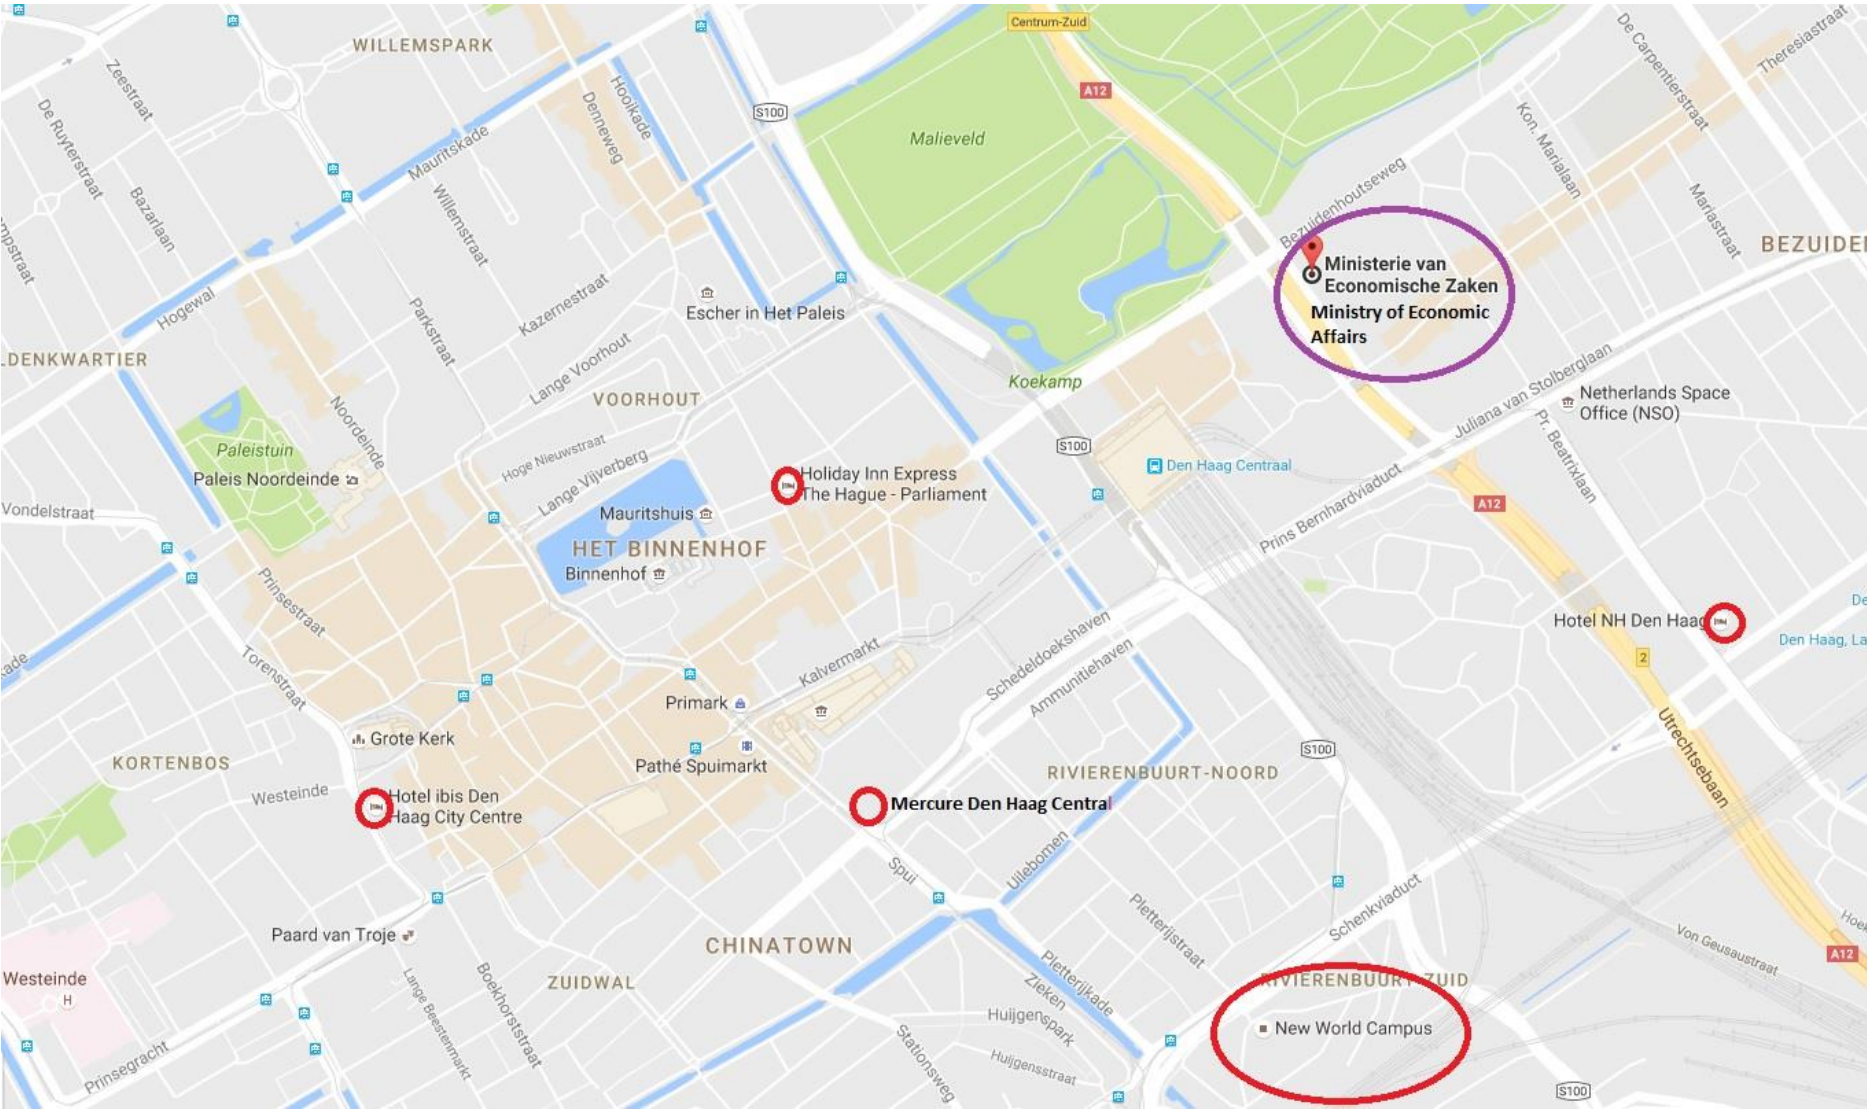 Centrum-Zuid
WILLEMSPARK
Zeestraat
De Ruyterstraat
Mauritskade
Denneweg
Hooikade
S100
A12
Malieveld
De Carpentierstraat
Theresiastraat
Kon. Marialaan
Mariastraat
Bezuidenhoutseweg
Bazarlaan
Willemstraat
Hogewal
Parkstraat
Kazernestraat
Escher in Het Paleis
Lange Voorhout
VOORHOUT
Koekamp
Ministerie van
Economische Zaken
Ministry of Economic
Affairs
BEZUIDE
LDENKWARTIER
Noordeinde
Paleistuin
Paleis Noordeinde
Hoge Nieuwstraat
Lange Vijverberg
Mauritshuis
HET BINNENHOF
Binnenhof
Holiday Inn Express
The Hague - Parliament
S100
Den Haag Centraal
Juliana van Stolberglaan
Netherlands Space
Office (NSO)
Pr. Beatrixlaan
Prins Bernhardviaduct
A12
Vondelstraat
Prinsestraat
Torenstraat
Kalvermarkt
Schedeldoekshaven
Ammunitiehaven
Hotel NH Den Haag
De
Den Haag, La
2
Utrechtsebaan
Primark
Grote Kerk
Pathé Spuimarkt
KORTENBOS
Westeinde
Hotel ibis Den
Haag City Centre
Mercure Den Haag Central
RIVIERENBUURT-NOORD
S100
Spui
Uilebomen
Pletterijstraat
Schenkviaduct
Paard van Troje
CHINATOWN
ZUIDWAL
Westeinde
H
Lange Beestenmarkt
Boekhorststraat
Prinsegracht
Pletterijkade
Zieken
Huijgenspark
Huijgensstraat
Stationsweg
RIVIERENBUURT-ZUID
New World Campus
Von Geusaustraat
A12
S100